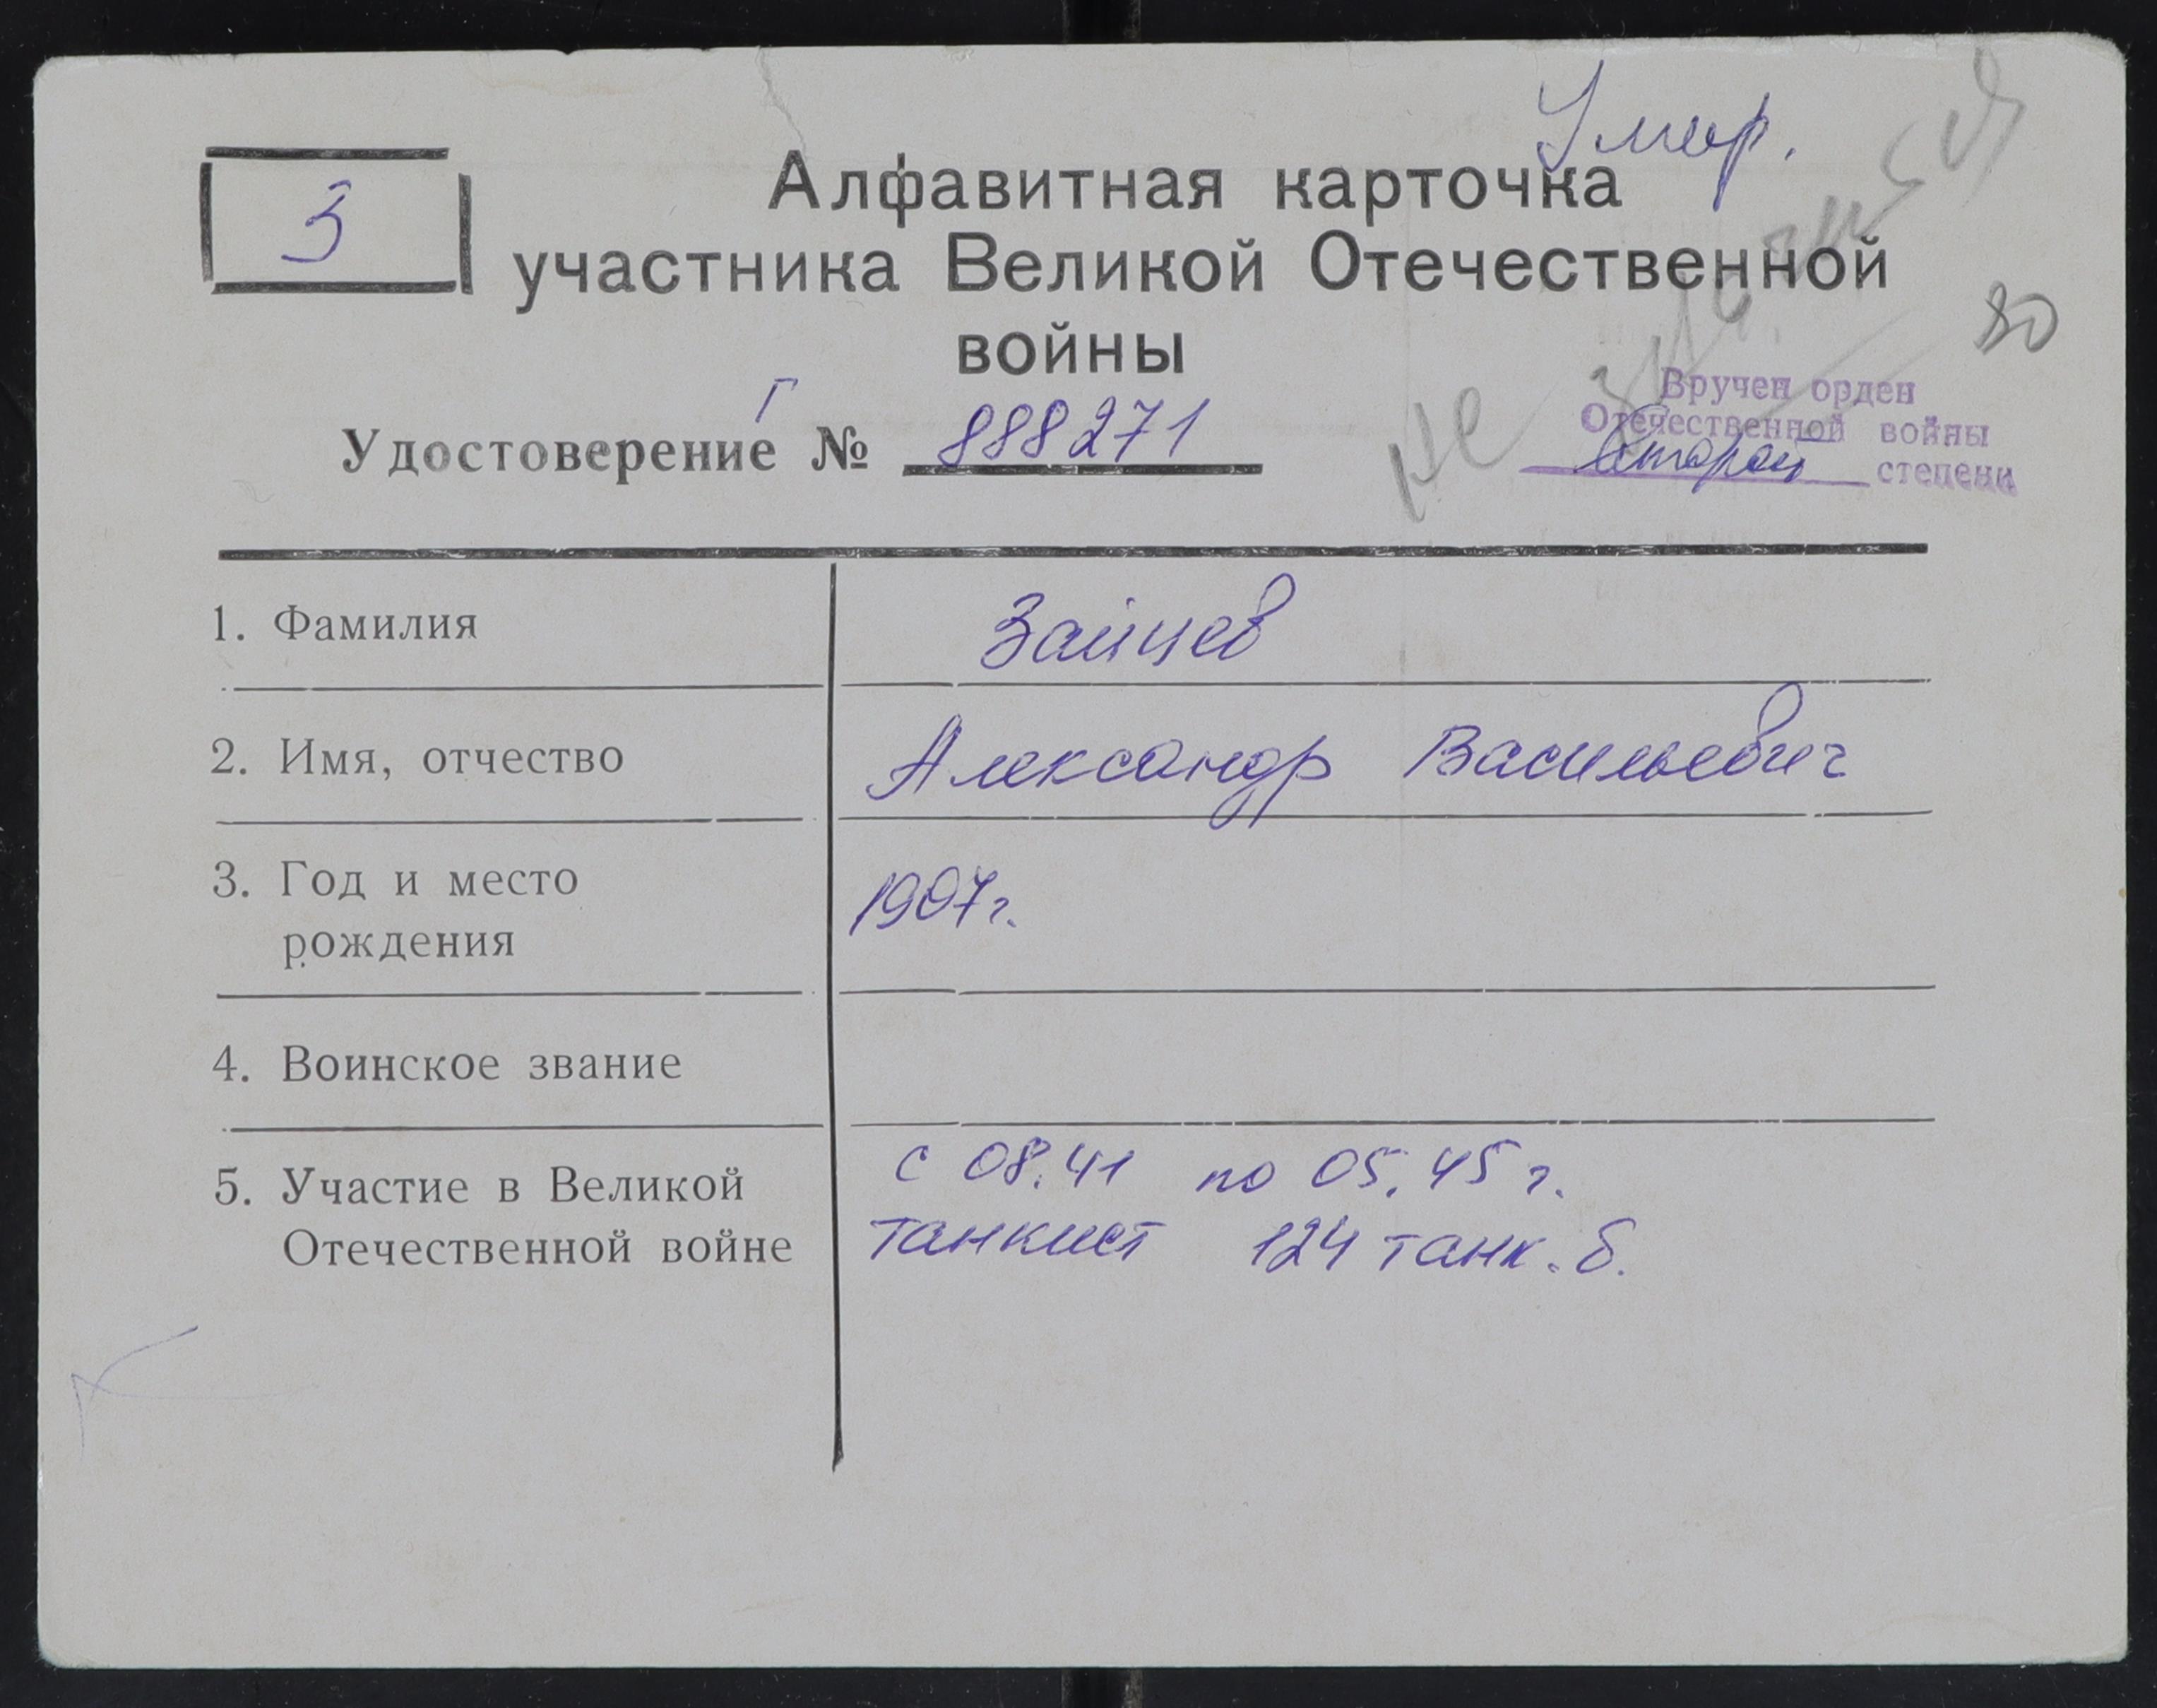 Умер.
З
Алфавитная карточка
участника Великой Отечественной
войны
80
Г
Удостоверение № 888271
не
Вручен орден
Отечественной войны
второй степени
1. Фамилия Зайцев
2. Имя, отчество Александр Васильевич
3. Год и место 1907г.
рождения
4. Воинское звание
5. Участие в Великой с 08.41 по 05.45 г.
Отечественной войне танкист 124 танк. б.